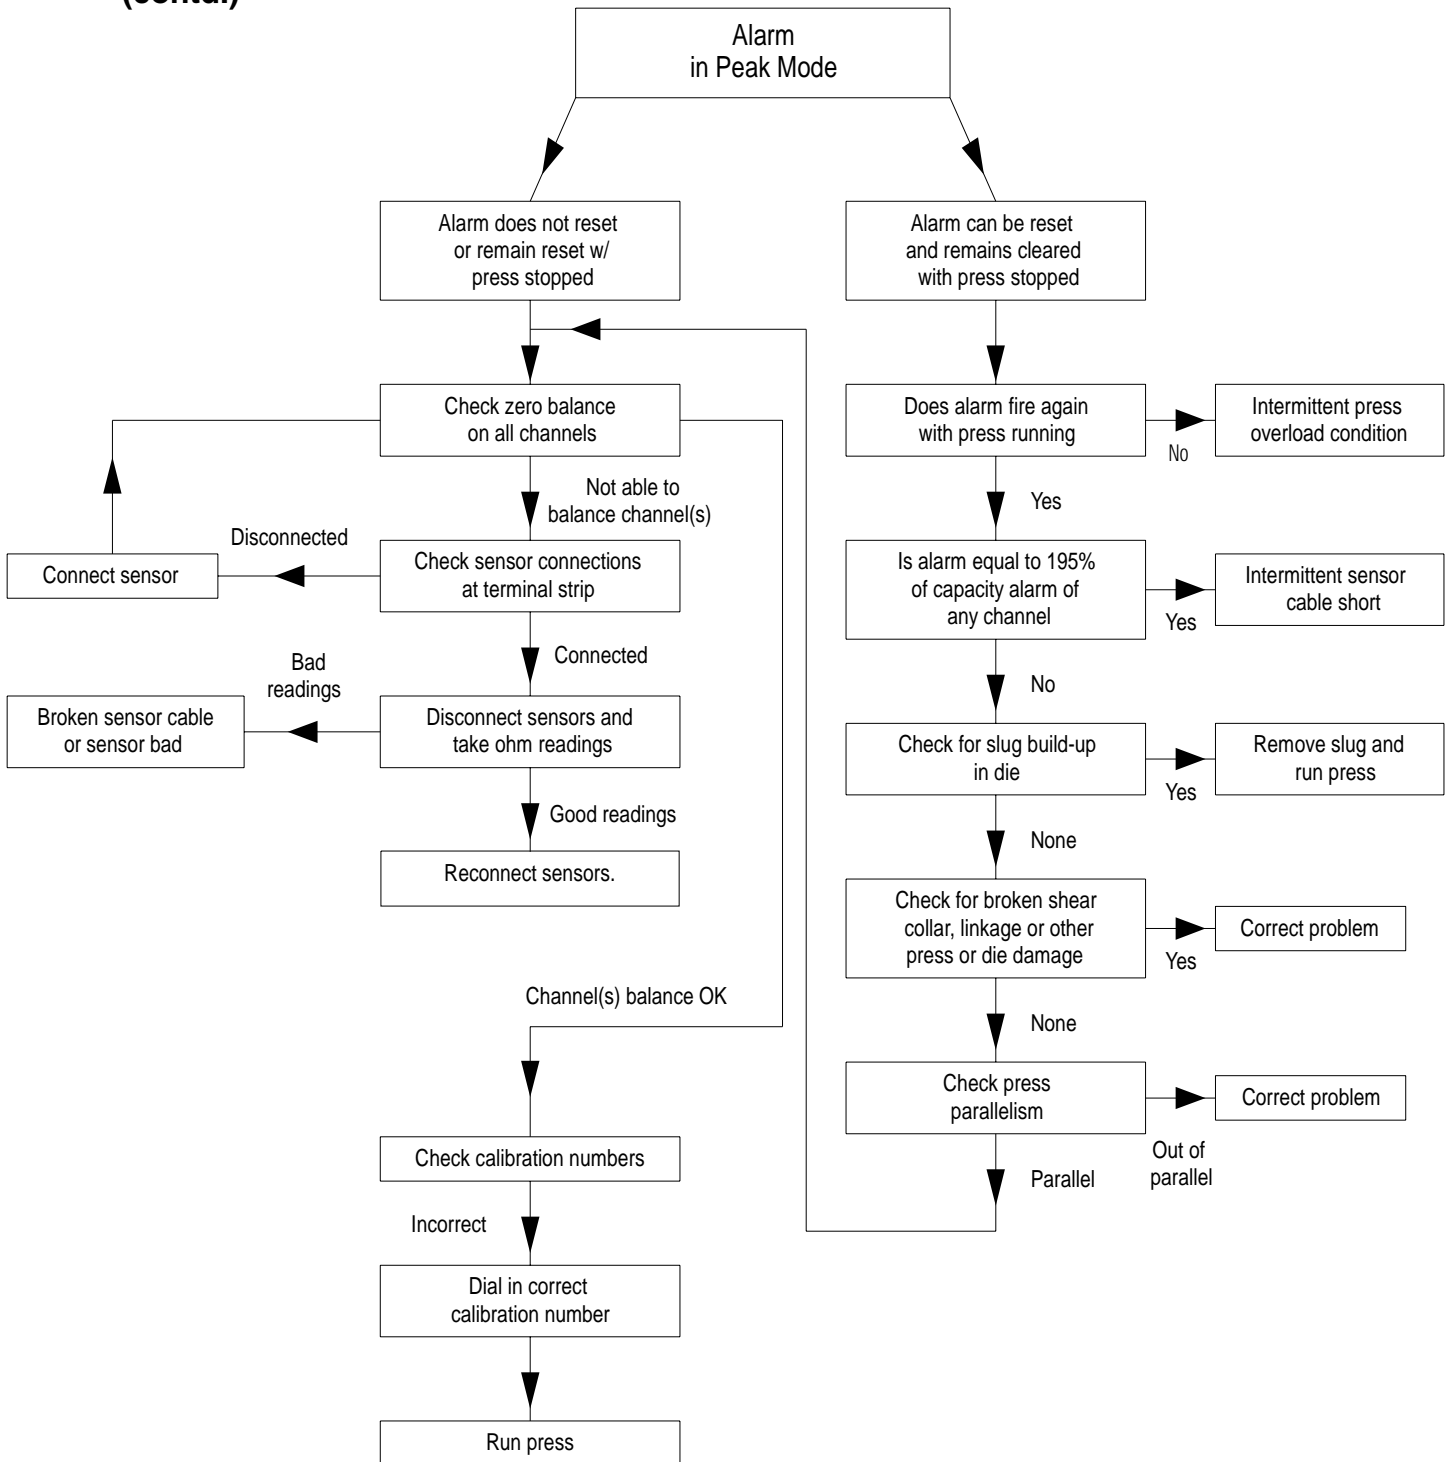 (contd.)
Alarm
in Peak Mode
Alarm does not reset
or remain reset w/
press stopped
Alarm can be reset
and remains cleared
with press stopped
Check zero balance
on all channels
Does alarm fire again
with press running
No
Intermittent press
overload condition
Not able to
balance channel(s)
Yes
Disconnected
Connect sensor
Check sensor connections
at terminal strip
Is alarm equal to 195%
of capacity alarm of
any channel
Yes
Intermittent sensor
cable short
Connected
No
Bad
readings
Broken sensor cable
or sensor bad
Disconnect sensors and
take ohm readings
Check for slug build-up
in die
Yes
Remove slug and
run press
Good readings
None
Reconnect sensors.
Check for broken shear
collar, linkage or other
press or die damage
Yes
Correct problem
Channel(s) balance OK
None
Check press
parallelism
Correct problem
Out of
parallel
Parallel
Check calibration numbers
Incorrect
Dial in correct
calibration number
Run press